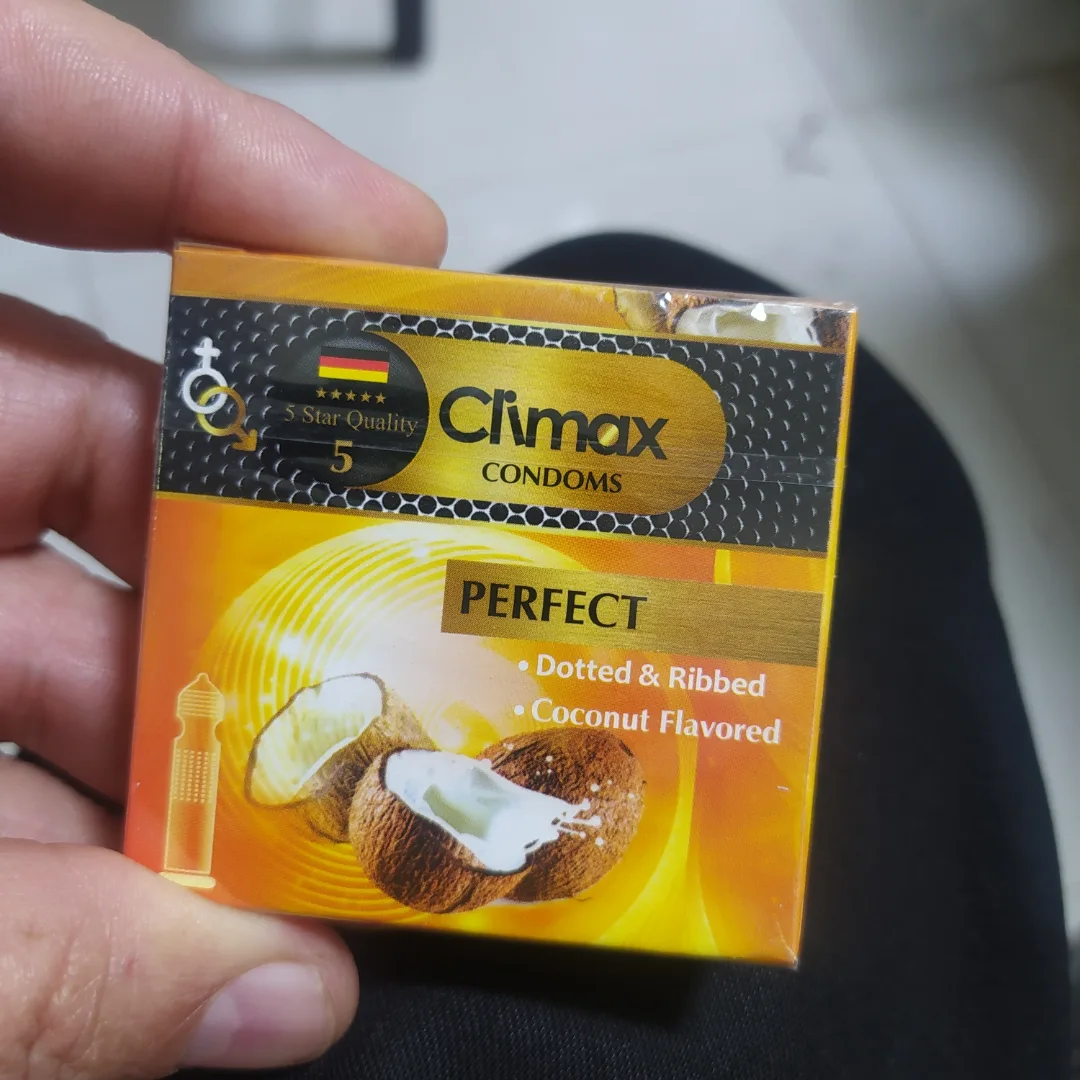 5 Star Quality
5
Climax
CONDOMS
PERFECT
• Dotted & Ribbed
• Coconut Flavored